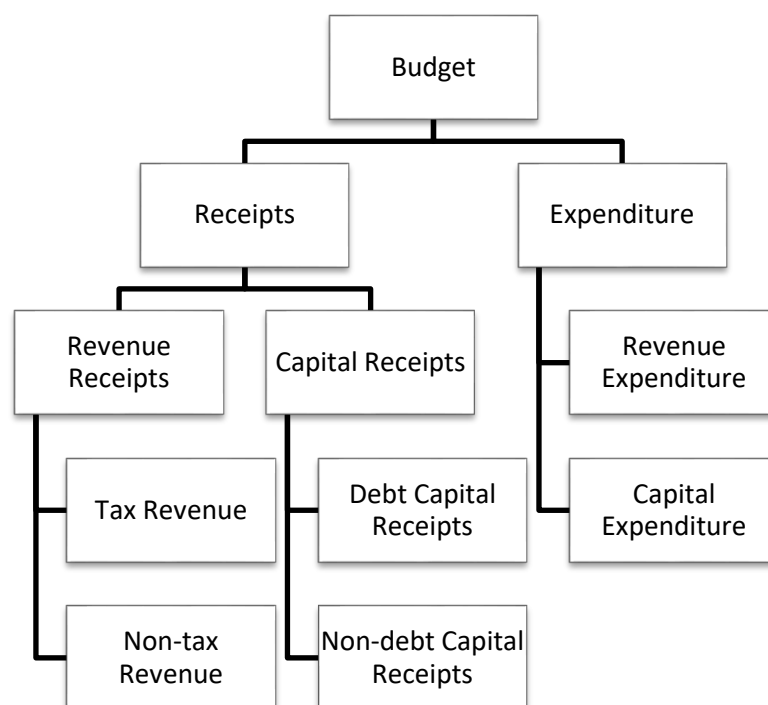 Budget
Receipts
Expenditure
Revenue
Receipts
Capital Receipts
Revenue
Expenditure
Tax Revenue
Debt Capital
Receipts
Capital
Expenditure
Non-tax
Revenue
Non-debt Capital
Receipts